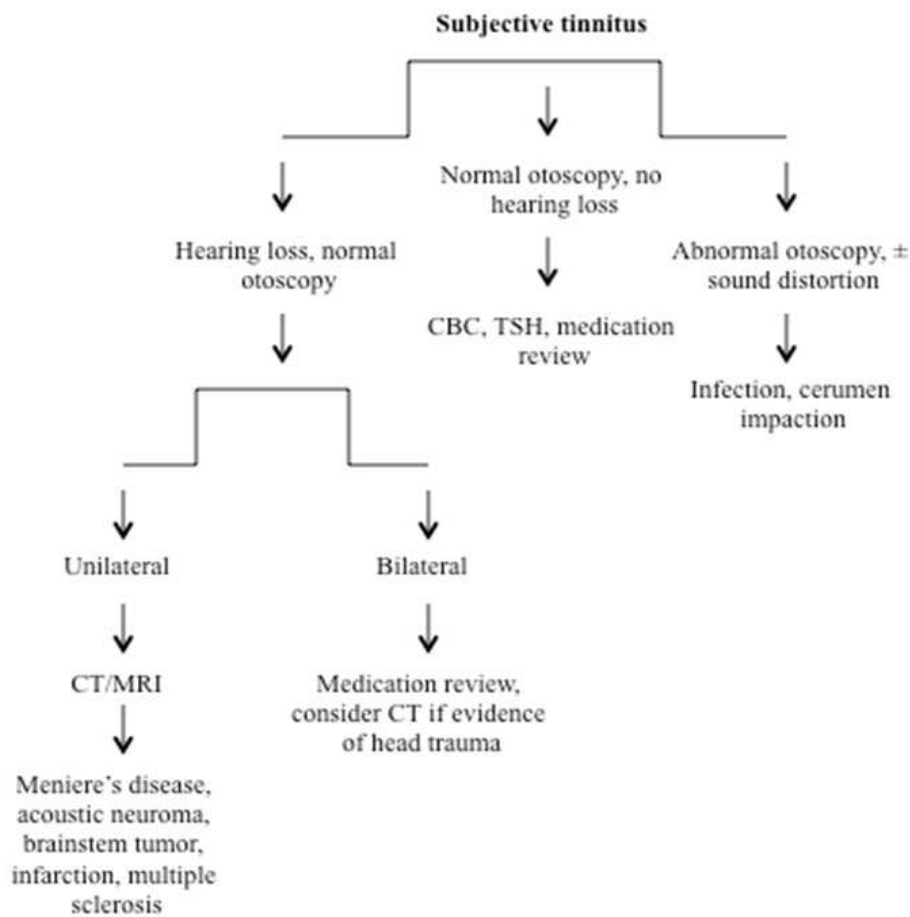 Subjective tinnitus
Normal otoscopy, no
hearing loss
Hearing loss, normal
otoscopy
Abnormal otoscopy, ±
sound distortion
CBC, TSH, medication
review
Infection, cerumen
impaction
Unilateral
Bilateral
CT/MRI
Medication review,
consider CT if evidence
of head trauma
Meniere’s disease,
acoustic neuroma,
brainstem tumor,
infarction, multiple
sclerosis